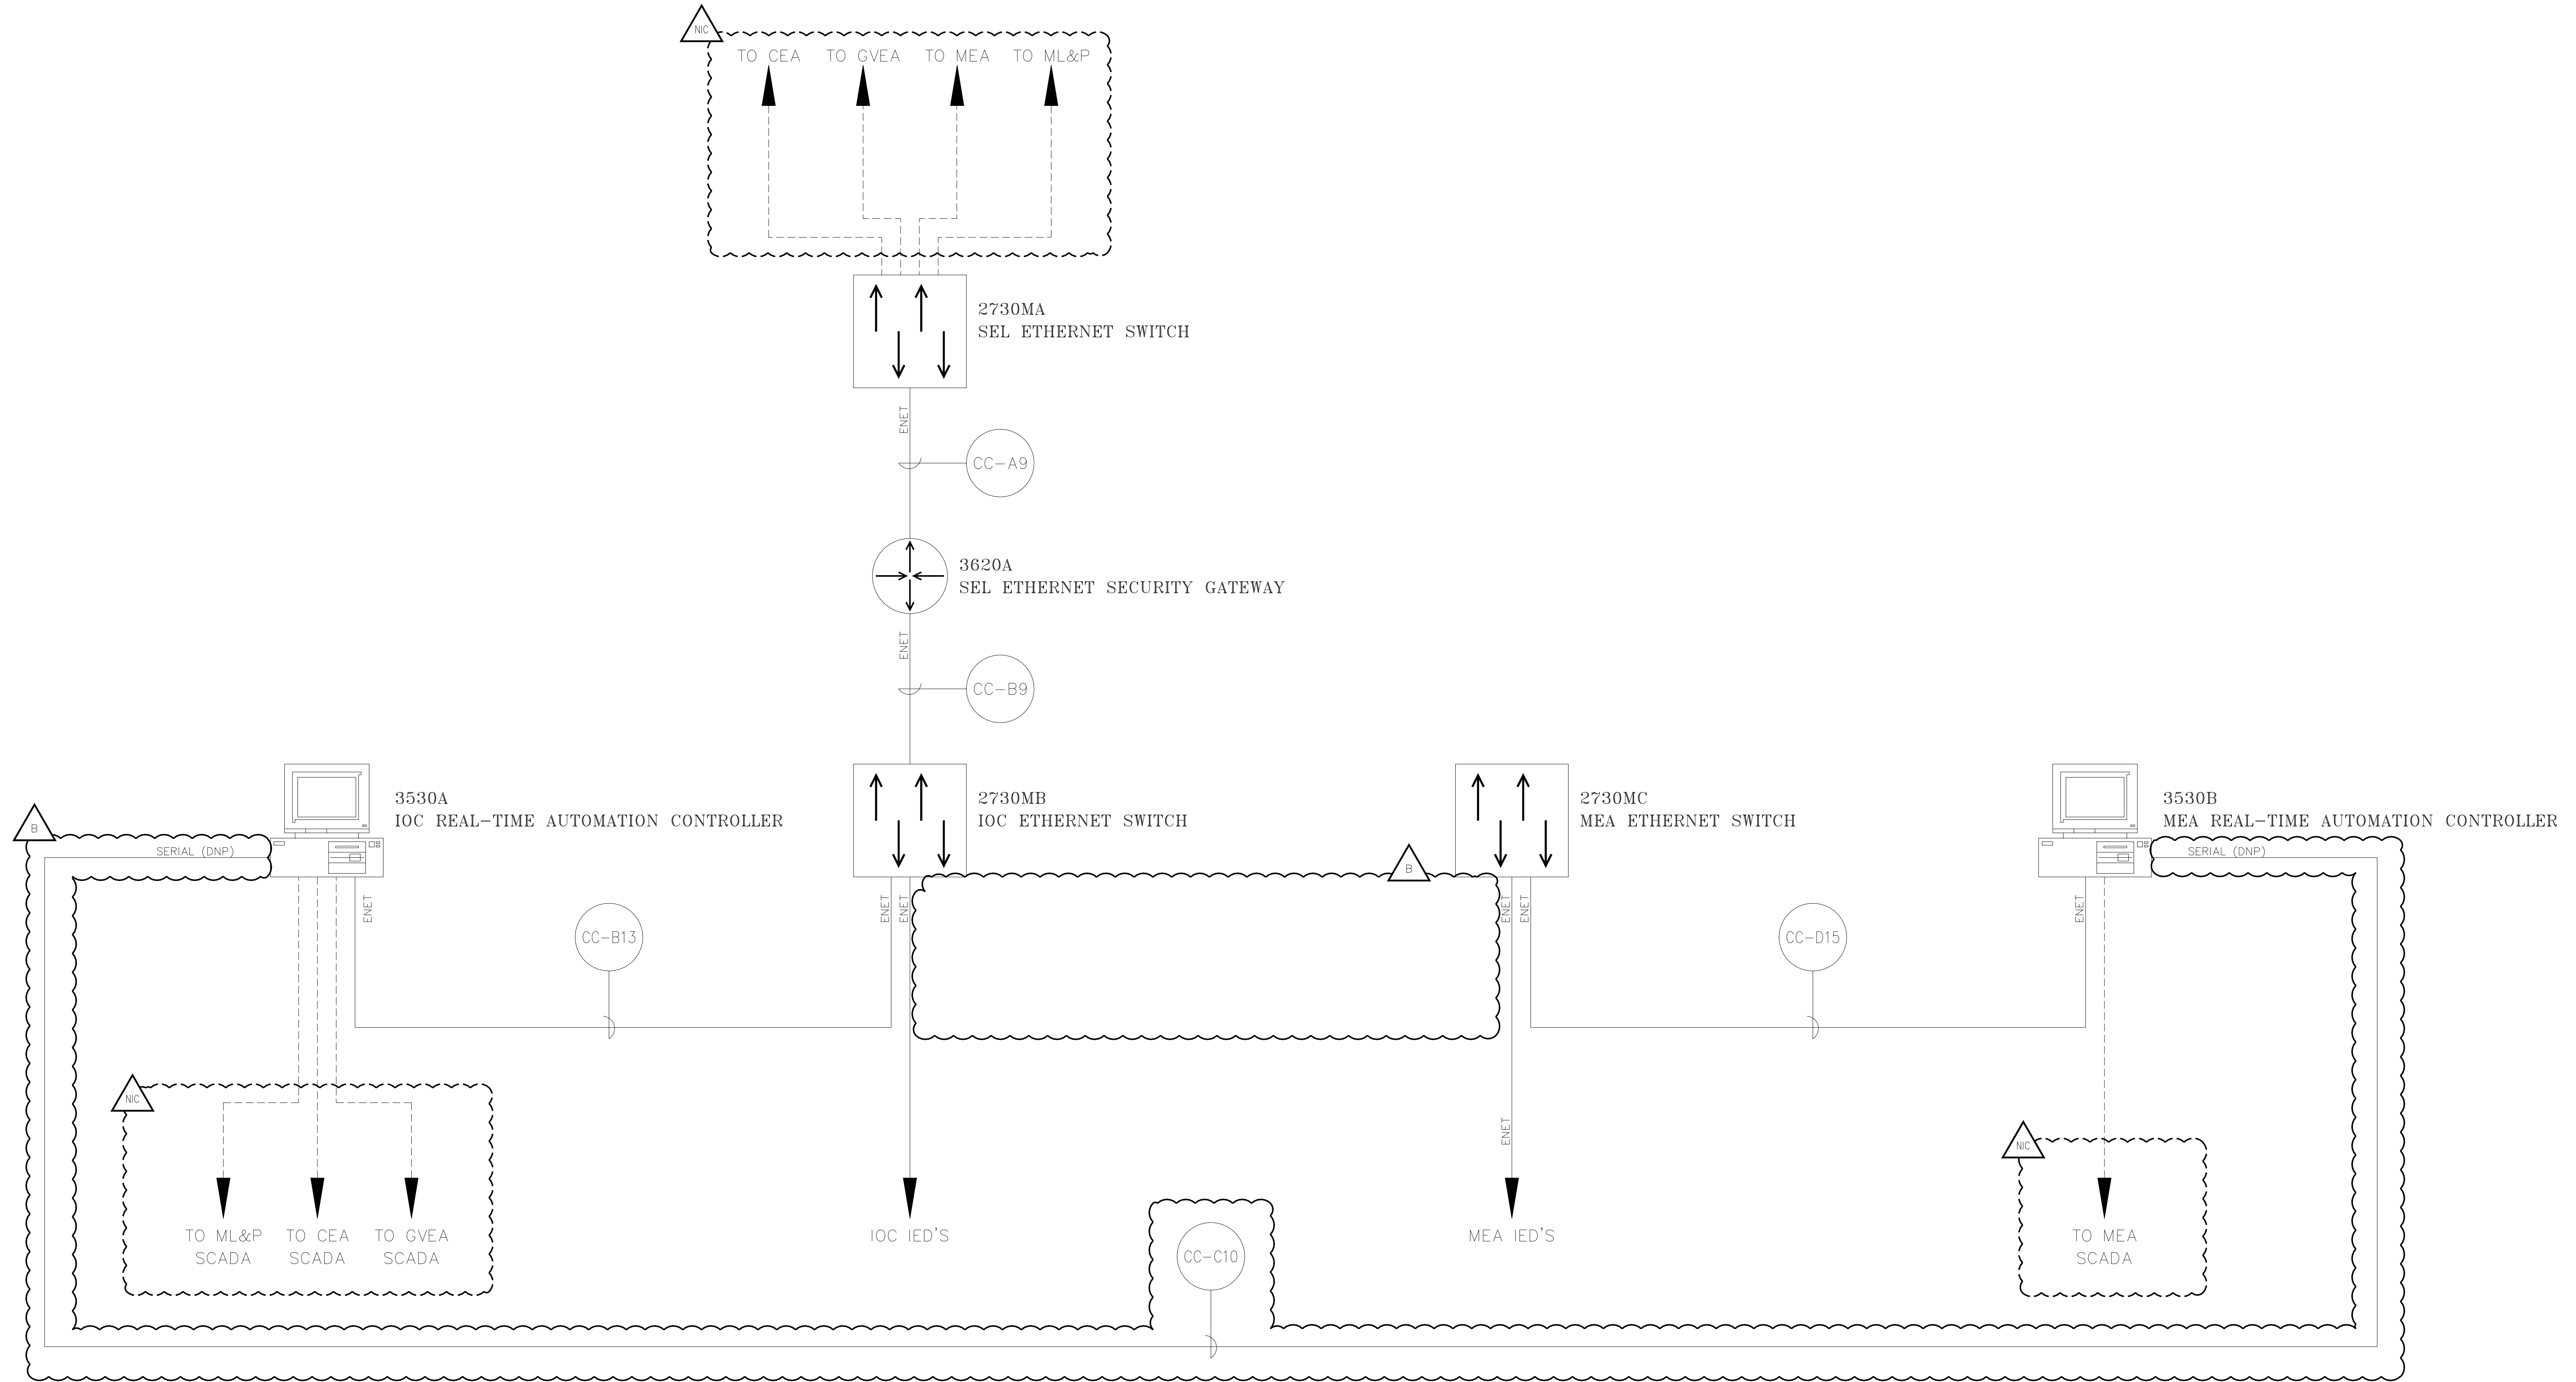 NIC
TO CEA
TO GVEA
TO MEA
TO ML&P
2730MA
SEL ETHERNET SWITCH
ENET
CC-A9
3620A
SEL ETHERNET SECURITY GATEWAY
ENET
CC-B9
3530A
IOC REAL-TIME AUTOMATION CONTROLLER
2730MB
IOC ETHERNET SWITCH
2730MC
MEA ETHERNET SWITCH
3530B
MEA REAL-TIME AUTOMATION CONTROLLER
B
SERIAL (DNP)
B
SERIAL (DNP)
ENET
ENET
ENET
ENET
ENET
ENET
CC-B13
CC-D15
NIC
ENET
NIC
TO ML&P
SCADA
TO CEA
SCADA
TO GVEA
SCADA
IOC IED'S
MEA IED'S
TO MEA
SCADA
CC-C10